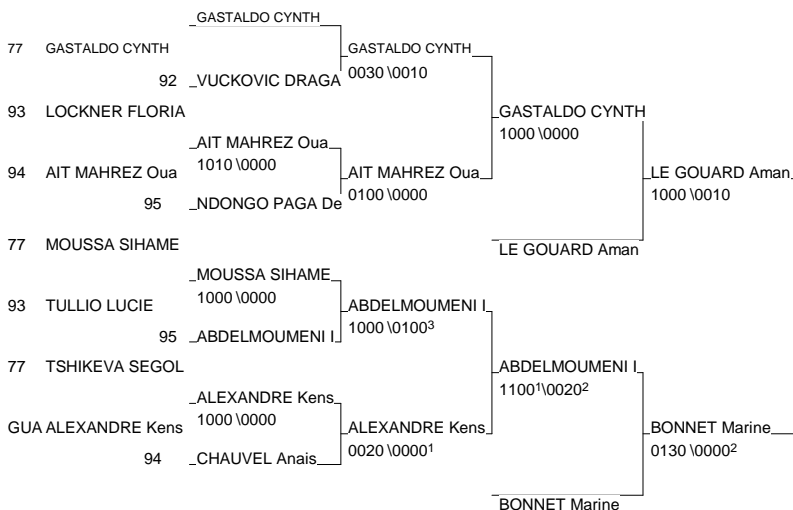 GASTALDO CYNTH
77 GASTALDO CYNTH
GASTALDO CYNTH
92 VUCKOVIC DRAGA
0030 \0010
93 LOCKNER FLORIA
GASTALDO CYNTH
1000 \0000
AIT MAHREZ Oua
1010 \0000
94 AIT MAHREZ Oua
AIT MAHREZ Oua
0100 \0000
LE GOUARD Aman
1000 \0010
95 NDONGO PAGA De
77 MOUSSA SIHAME
LE GOUARD Aman
MOUSSA SIHAME
1000 \0000
93 TULLIO LUCIE
ABDELMOUMENI I
1000 \0100³
95 ABDELMOUMENI I
77 TSHIKEVA SEGOL
ABDELMOUMENI I
1100¹\0020²
ALEXANDRE Kens
1000 \0000
GUA ALEXANDRE Kens
ALEXANDRE Kens
0020 \0000¹
BONNET Marine
0130 \0000²
94 CHAUVEL Anais
BONNET Marine